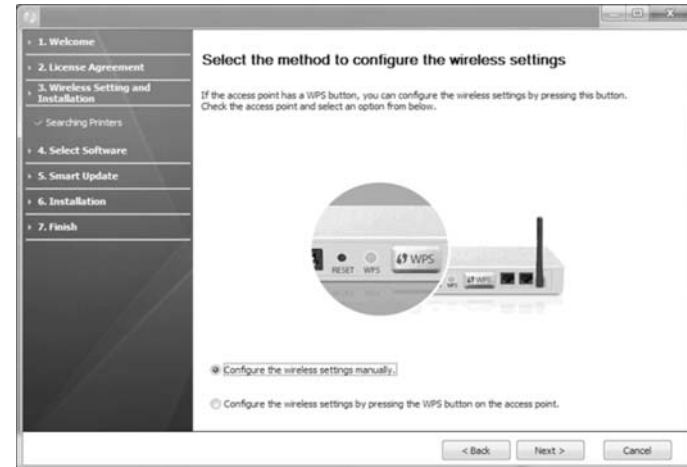 1. Welcome
2. License Agreement
3. Wireless Setting and
Installation
Searching Printers
4. Select Software
5. Smart Update
6. Installation
7. Finish
Select the method to configure the wireless settings
If the access point has a WPS button, you can configure the wireless settings by pressing this button.
Check the access point and select an option from below.
RESET WPS WPS
WPS WPS
Configure the wireless settings manually.
Configure the wireless settings by pressing the WPS button on the access point.
< Back Next > Cancel